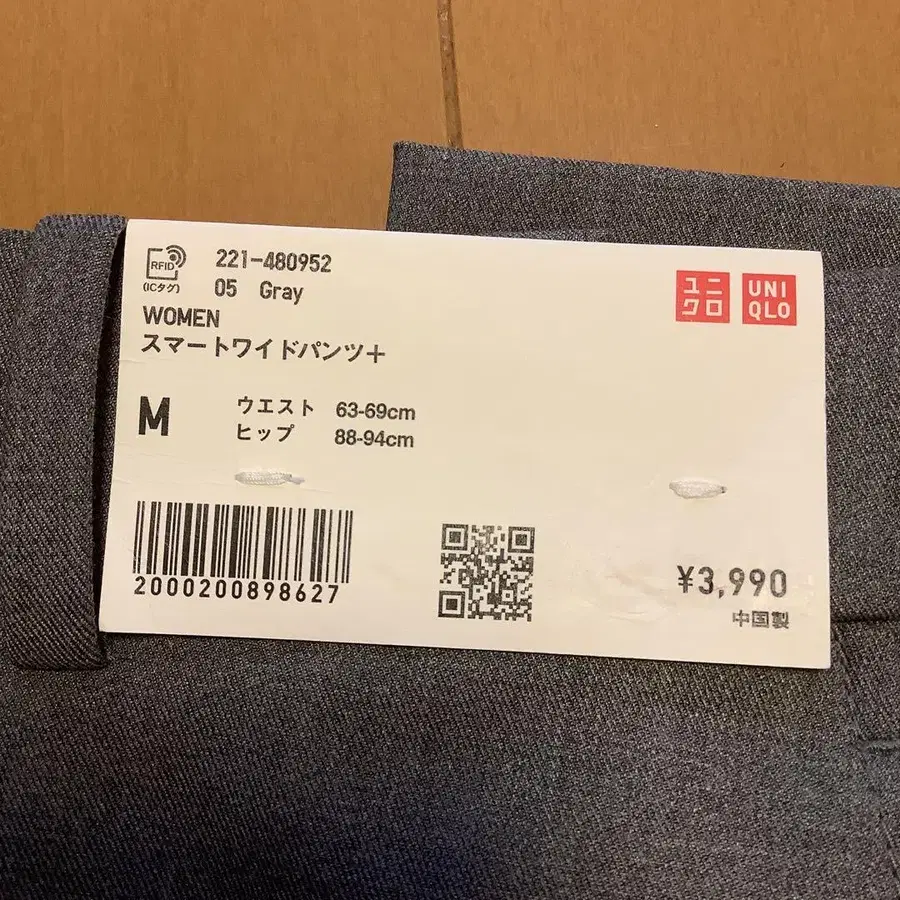 RFID
(ICタグ)
221-480952
05 Gray
WOMEN
スマートワイドパンツ+
ユニ
クロ
UNI
QLO
M
ウエスト 63-69cm
ヒップ 88-94cm
2000200898627
¥3,990
中国製